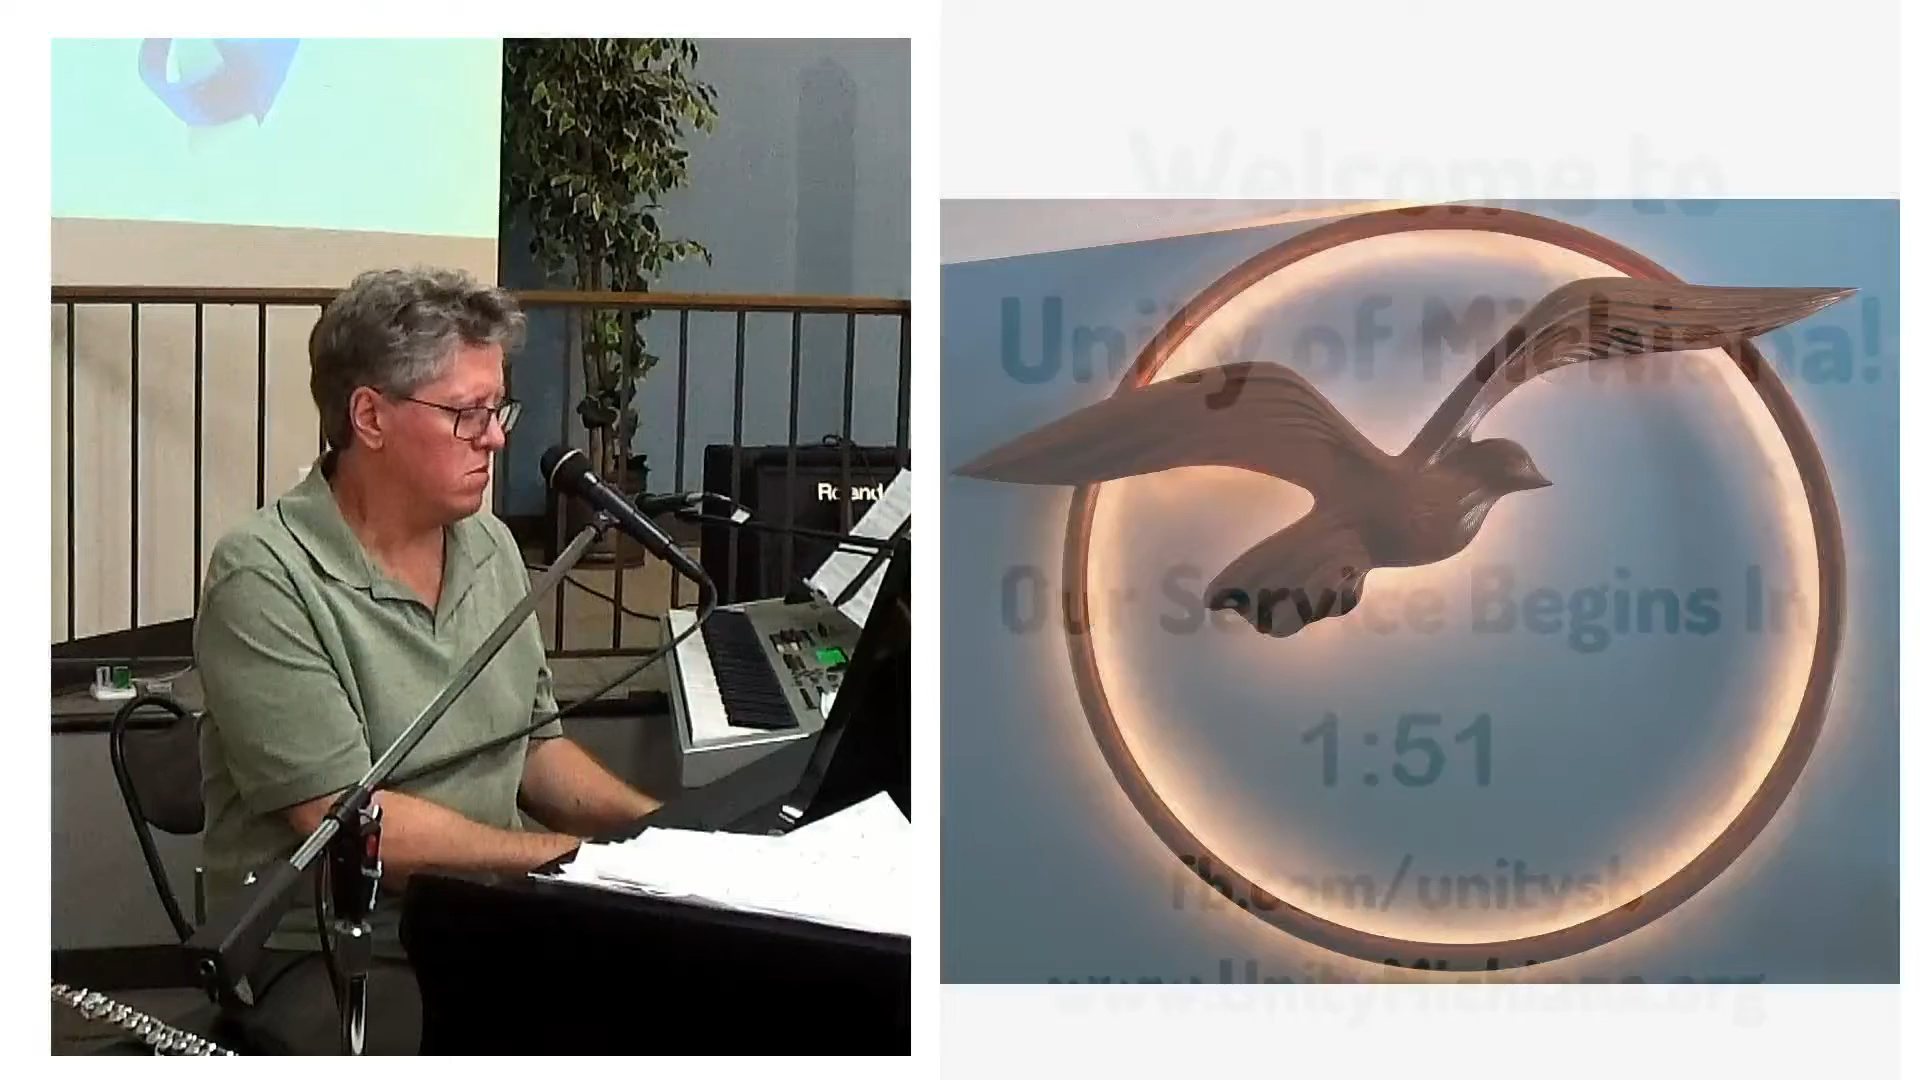 Roland
Welcome to
Unity of Michiana!
Our Service Begins In
1:51
fb.com/unitysb
www.UnityMichiana.org